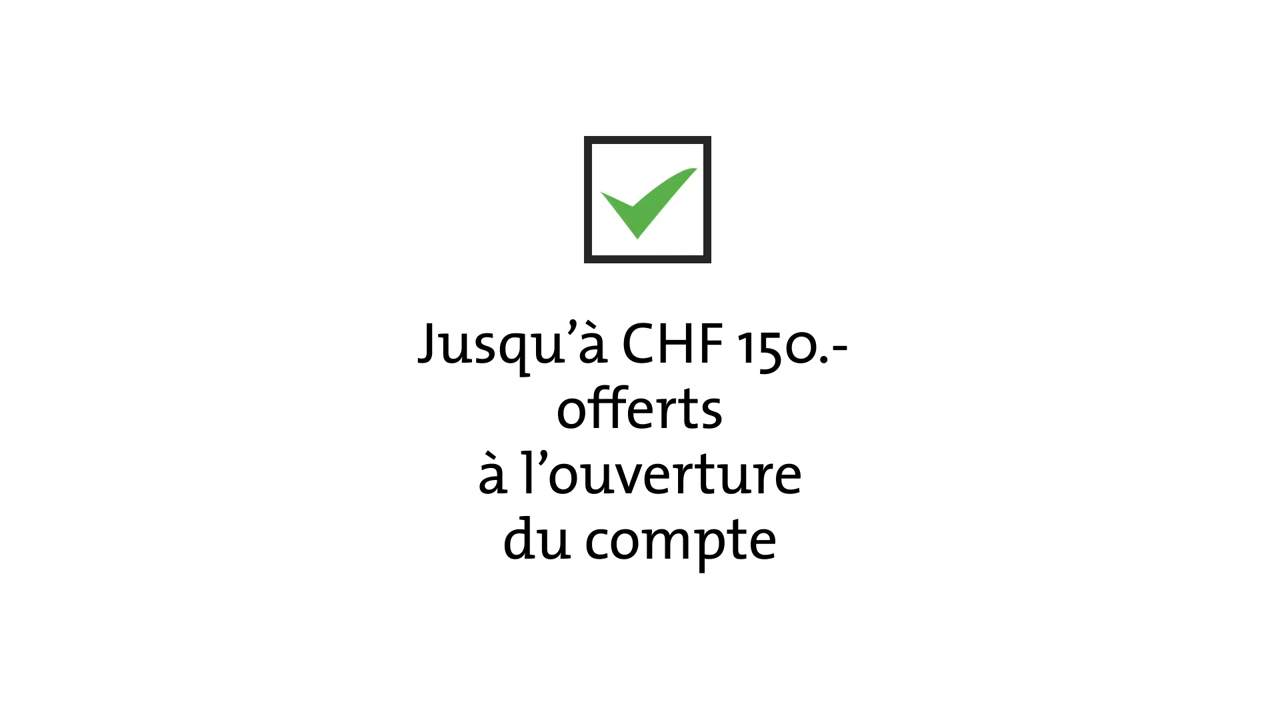 Jusqu’à CHF 150.-
offerts
à l’ouverture
du compte